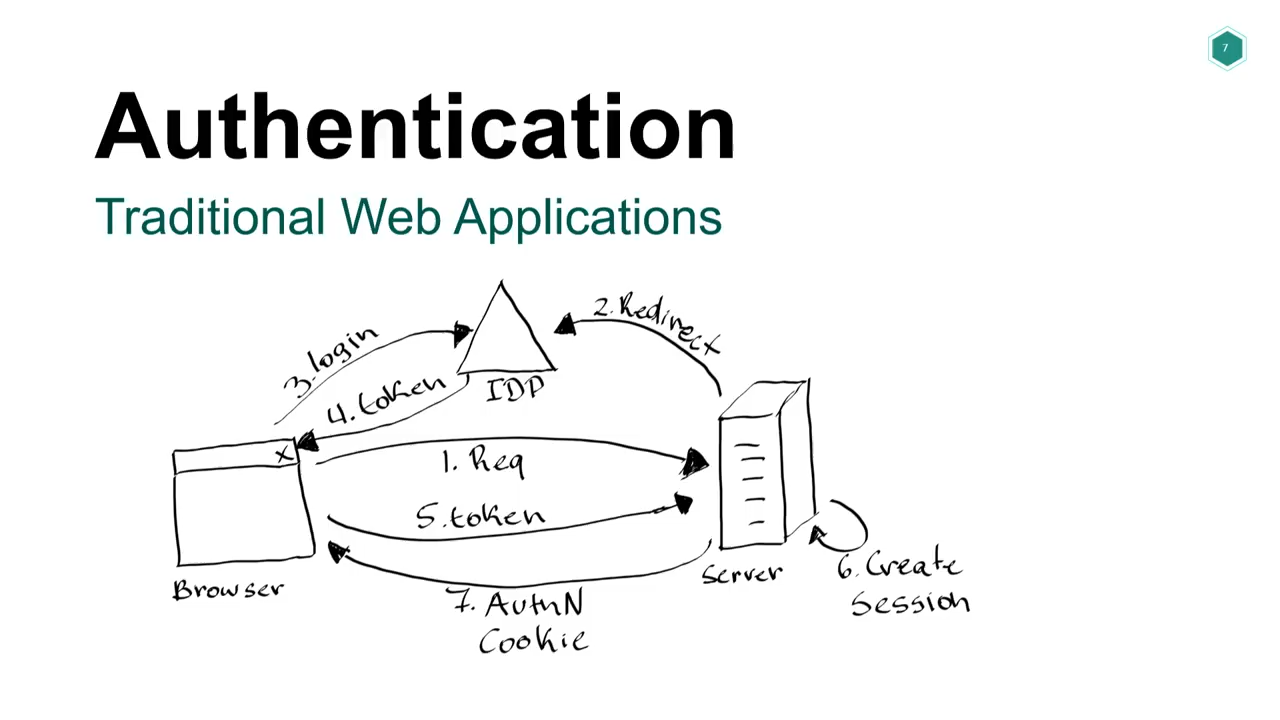 7
Authentication
Traditional Web Applications
2. Redirect
3. login
4. token
IDP
x
1. Req
5. token
Browser
Server
6. Create
Session
7. AuthN
Cookie